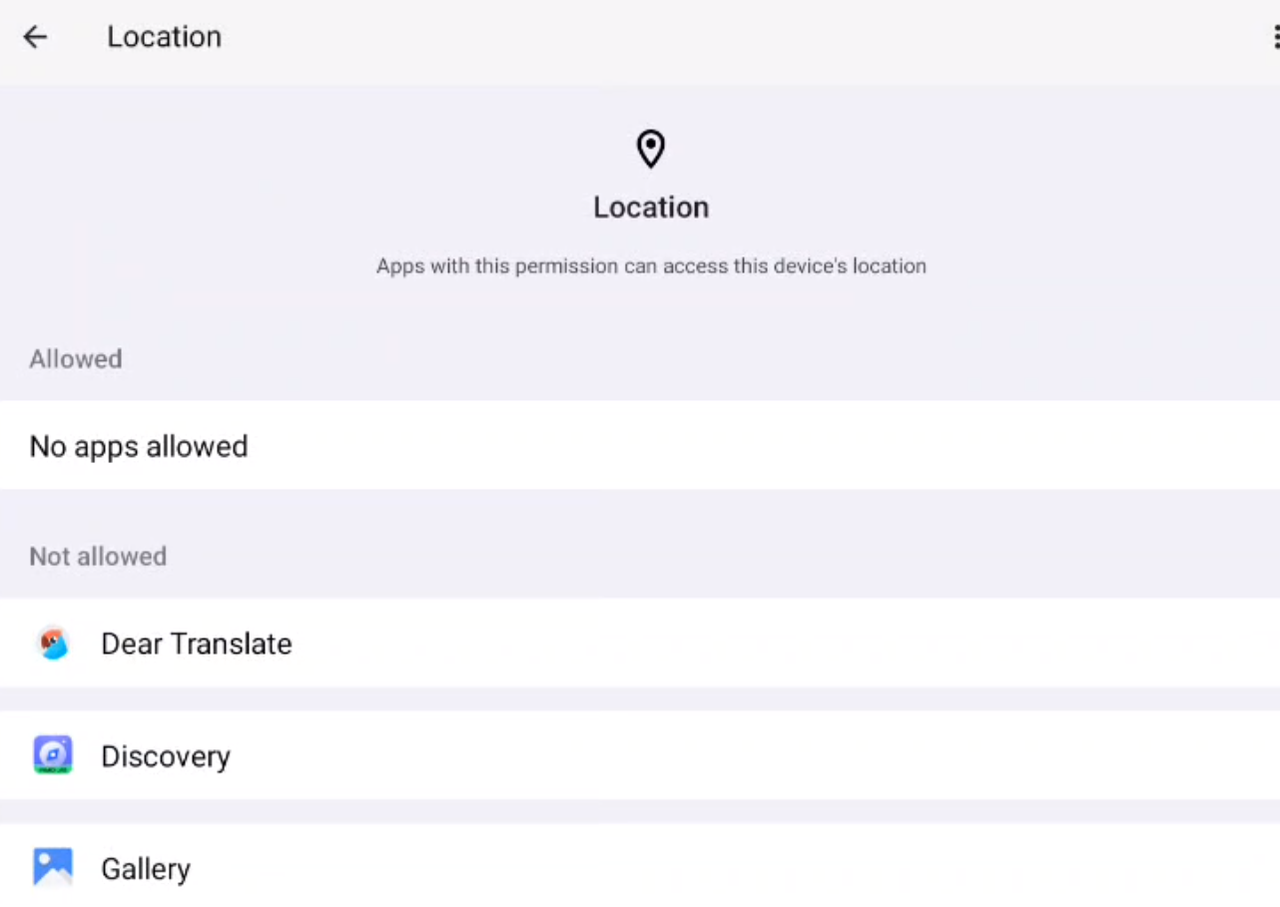 Location
Location
Apps with this permission can access this device's location
Allowed
No apps allowed
Not allowed
Dear Translate
Discovery
Gallery